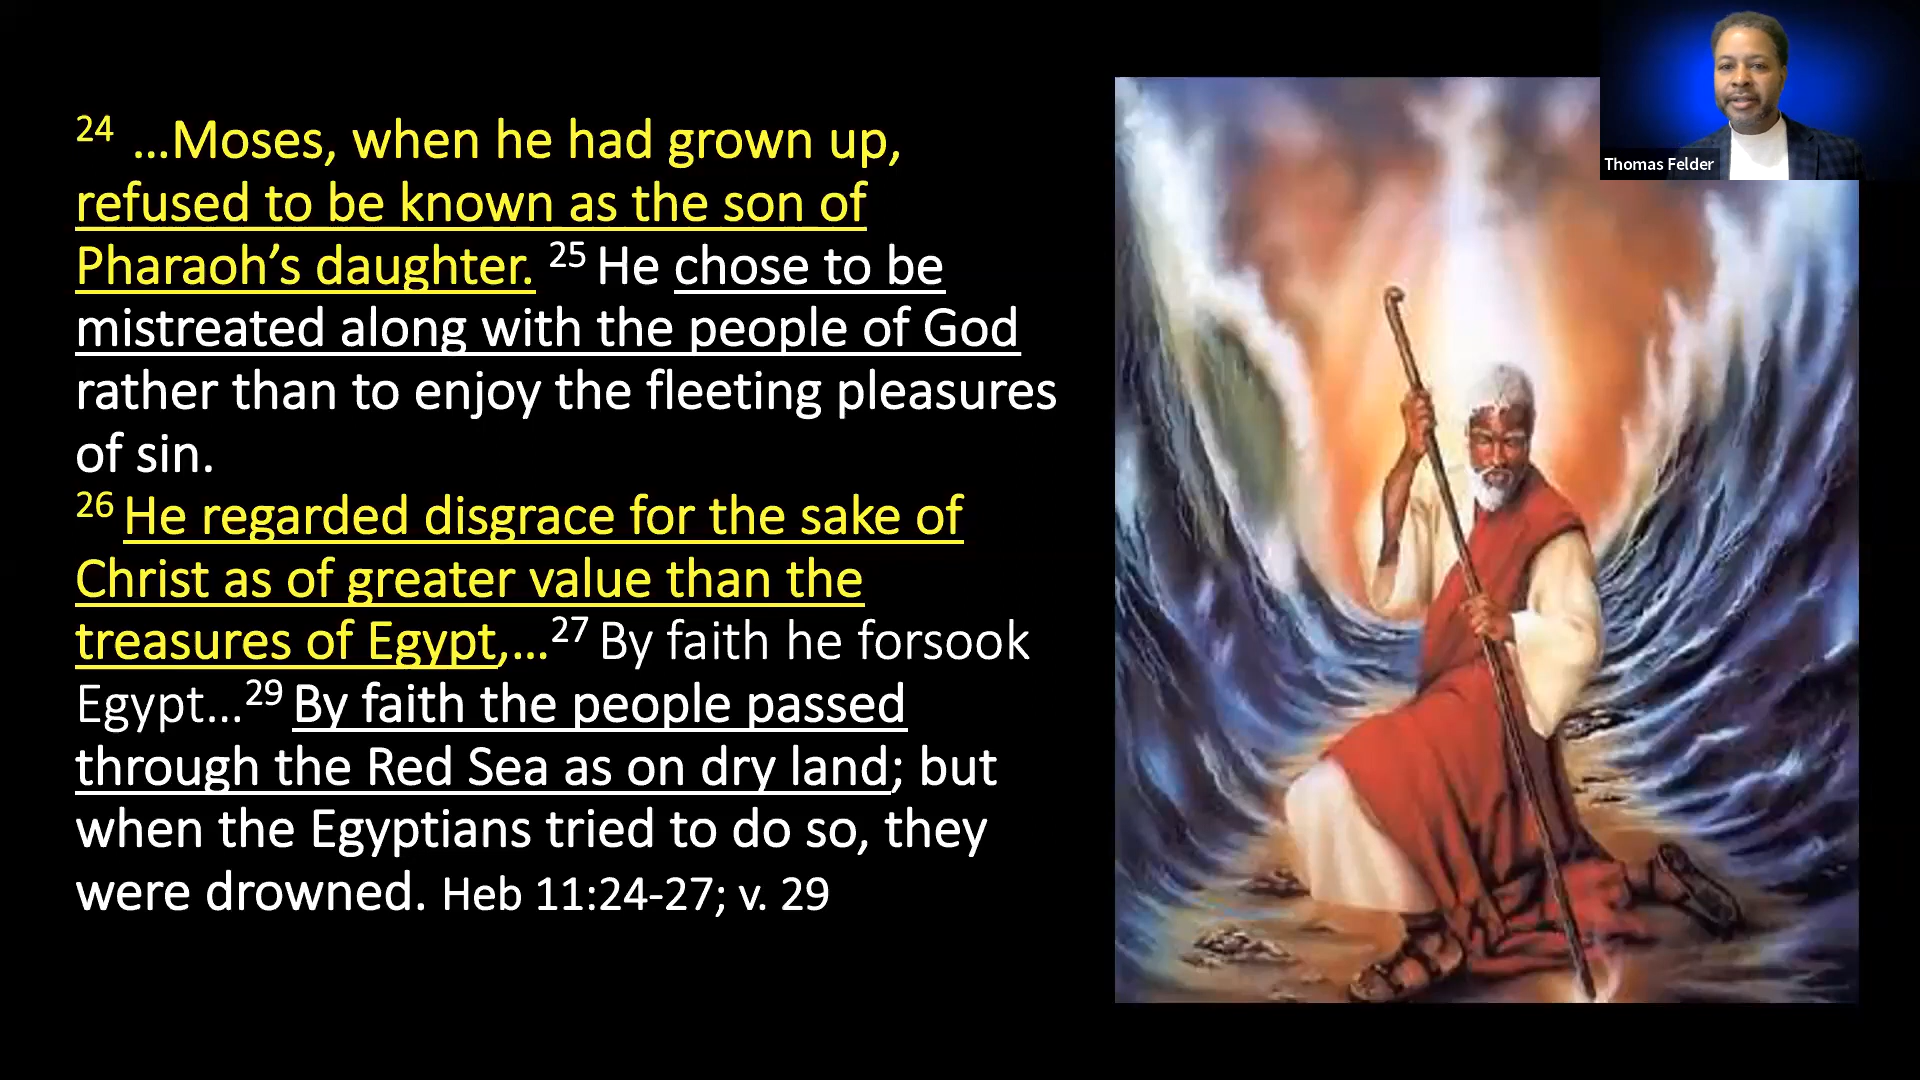 24 ...Moses, when he had grown up,
refused to be known as the son of
Pharaoh’s daughter. 25 He chose to be
mistreated along with the people of God
rather than to enjoy the fleeting pleasures
of sin.
26 He regarded disgrace for the sake of
Christ as of greater value than the
treasures of Egypt,...27 By faith he forsook
Egypt...29 By faith the people passed
through the Red Sea as on dry land; but
when the Egyptians tried to do so, they
were drowned. Heb 11:24-27; v. 29
Thomas Felder